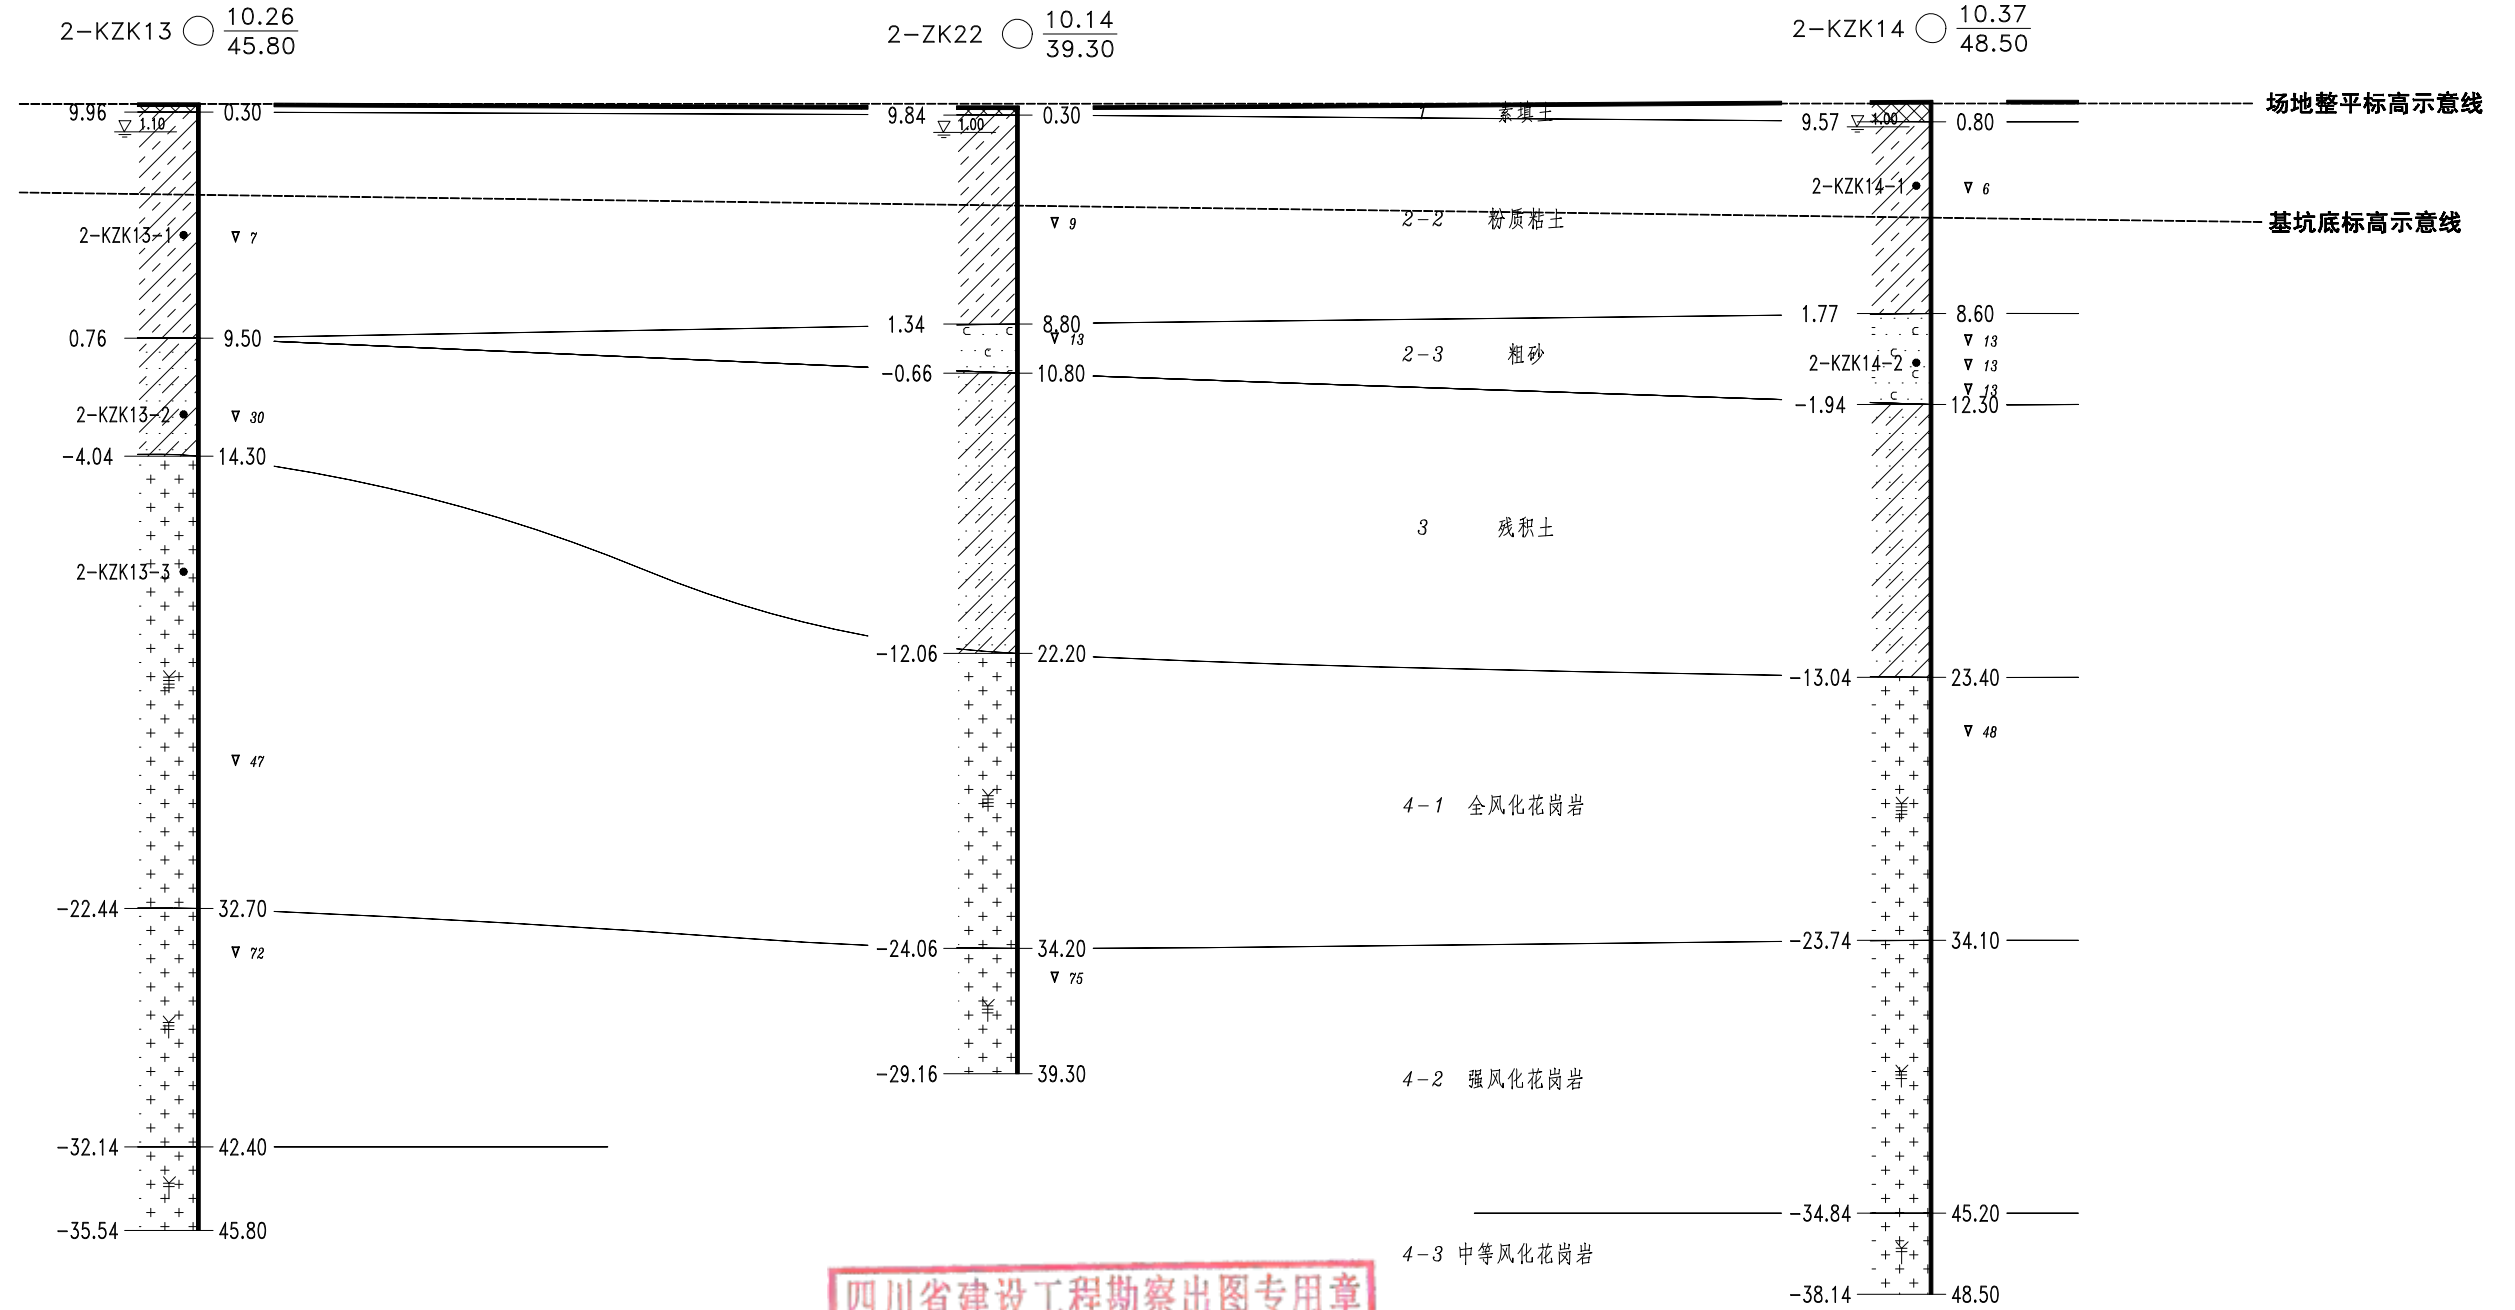 2-KZK13 10.26
45.80
2-ZK22 10.14
39.30
2-KZK14 10.37
48.50
9.96 0.30 9.84 0.30 1 素填土 9.57 0.80 场地整平标高示意线
1.10 1.00 1.00
2-KZK14-1 6
2-KZK13-1 7 9 2-2 粉质粘土 基坑底标高示意线
0.76 9.50 1.34 8.80 1.77 8.60
13 13
-0.66 10.80 2-3 粗砂 2-KZK14-2 13
13
-1.94 12.30
2-KZK13-2 30
-4.04 14.30
3 残积土
2-KZK13-3
-12.06 22.20 -13.04 23.40
48
47
4-1 全风化花岗岩
-22.44 32.70 -24.06 34.20 -23.74 34.10
72 75
-29.16 39.30 4-2 强风化花岗岩
-32.14 42.40
-34.84 45.20
-35.54 45.80
4-3 中等风化花岗岩
-38.14 48.50
四川省建设工程勘察出图专用章